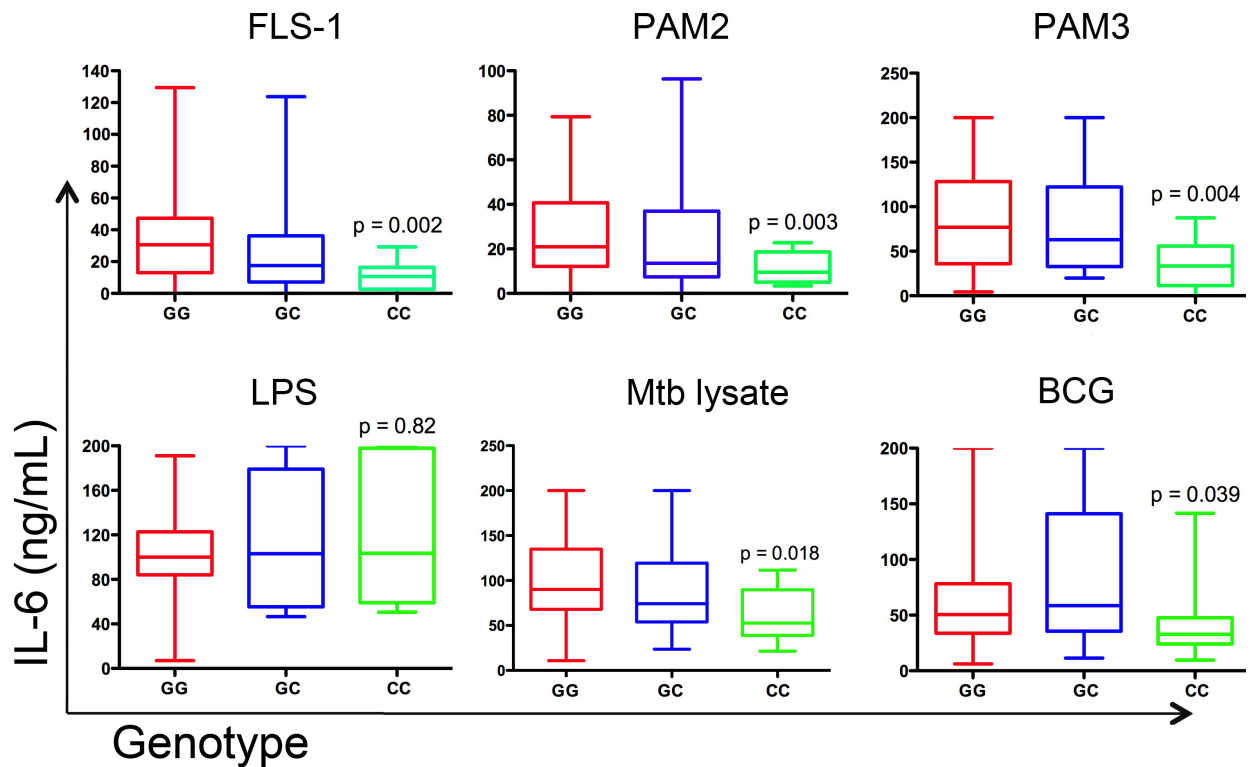 FLS-1
PAM2
PAM3
140
120
100
80
60
40
20
0
p = 0.002
GG
GC
CC
100
80
60
40
20
0
p = 0.003
GG
GC
CC
250
200
150
100
50
0
p = 0.004
GG
GC
CC
LPS
Mtb lysate
BCG
200
160
120
80
40
0
p = 0.82
GG
GC
CC
250
200
150
100
50
0
p = 0.018
GG
GC
CC
200
150
100
50
0
p = 0.039
GG
GC
CC
IL-6 (ng/mL)
Genotype